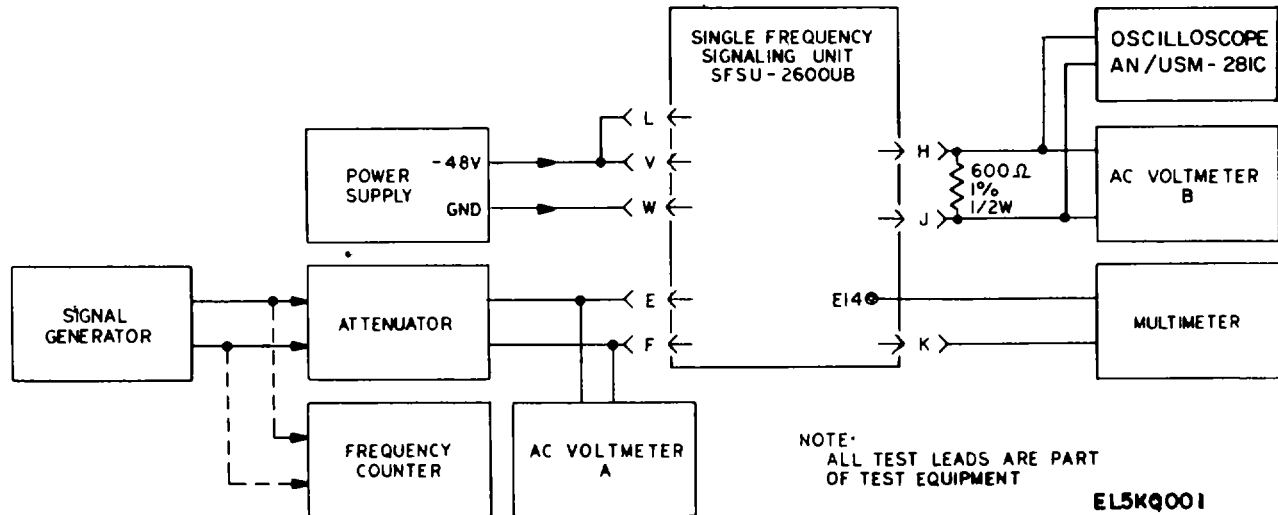 SINGLE FREQUENCY
SIGNALING UNIT
SFSU-2600UB
OSCILLOSCOPE
AN/USM-281C
POWER
SUPPLY
-48V
GND
L
V
W
H
J
600Ω
1%
1/2W
AC VOLTMETER
B
SIGNAL
GENERATOR
ATTENUATOR
E
F
E14
K
MULTIMETER
FREQUENCY
COUNTER
AC VOLTMETER
A
NOTE:
ALL TEST LEADS ARE PART
OF TEST EQUIPMENT
EL5KQ001